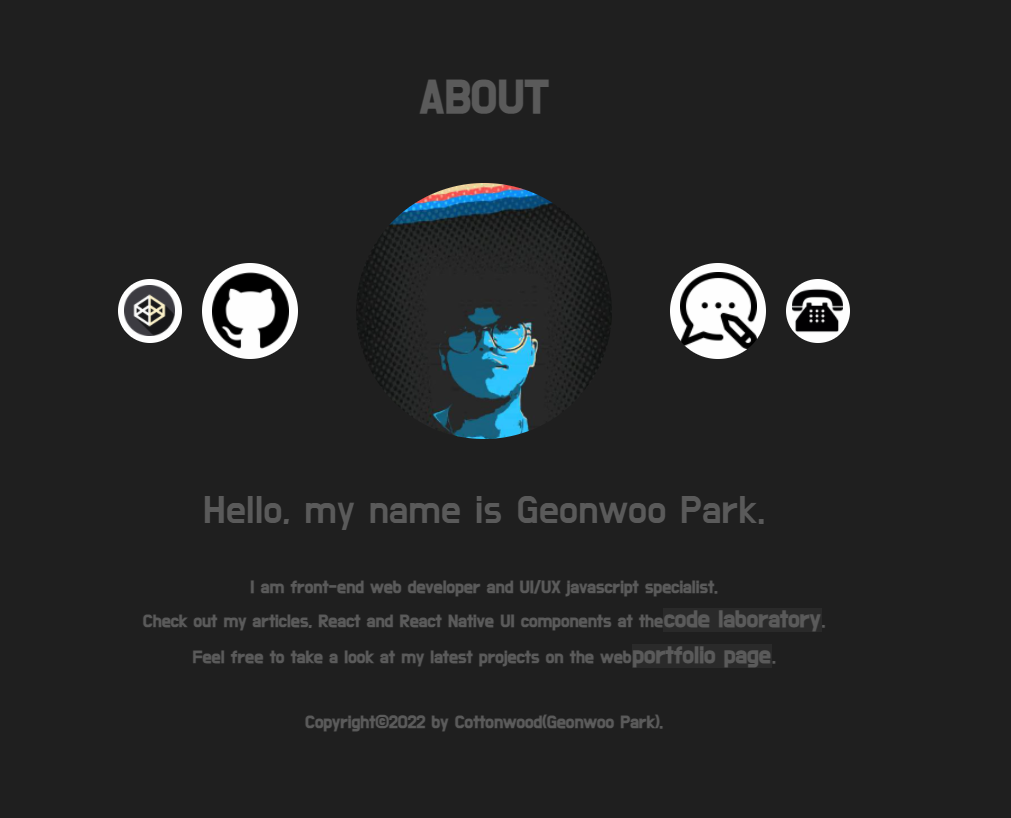 ABOUT
Hello, my name is Geonwoo Park.
I am front-end web developer and UI/UX javascript specialist.
Check out my articles, React and React Native UI components at thecode laboratory.
Feel free to take a look at my latest projects on the webportfolio page.
Copyright©2022 by Cottonwood(Geonwoo Park).